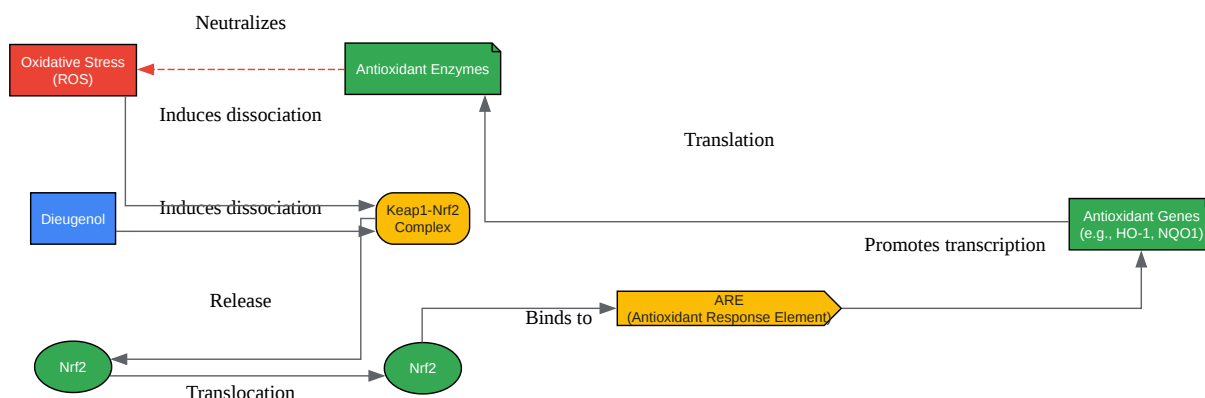 Neutralizes
Oxidative Stress
(ROS)
Antioxidant Enzymes
Induces dissociation
Translation
Dieugenol
Induces dissociation
Keap1-Nrf2
Complex
Antioxidant Genes
(e.g., HO-1, NQO1)
Promotes transcription
Release
ARE
(Antioxidant Response Element)
Binds to
Nrf2
Nrf2
Translocation